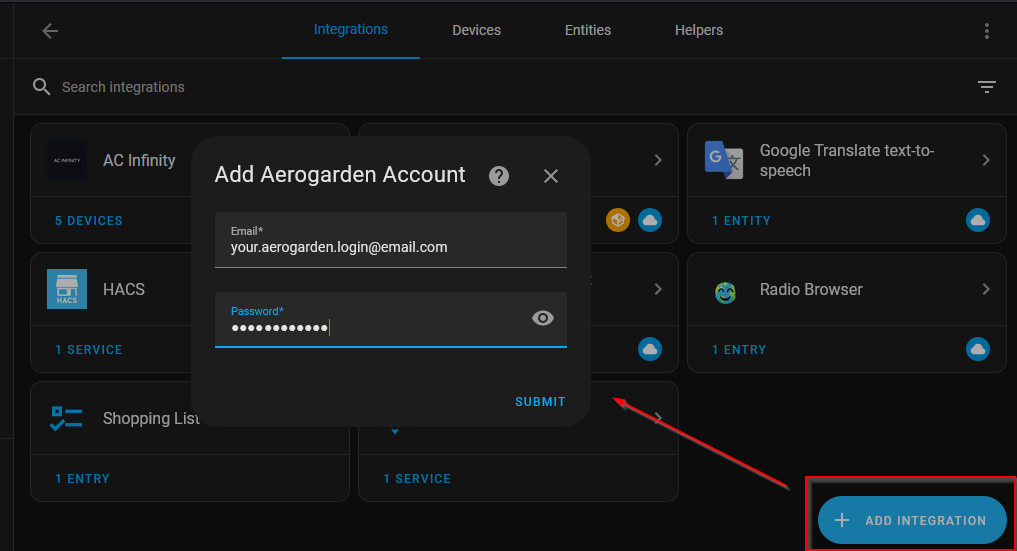 Integrations
Devices
Entities
Helpers
Search integrations
AC INFINITY
AC Infinity
5 DEVICES
Add Aerogarden Account
?
Email*
your.aerogarden.login@email.com
Password*
●●●●●●●●●●●●
SUBMIT
G
文
Google Translate text-to-
speech
1 ENTITY
HACS
HACS
1 SERVICE
Radio Browser
1 ENTRY
Shopping List
1 ENTRY
1 SERVICE
ADD INTEGRATION